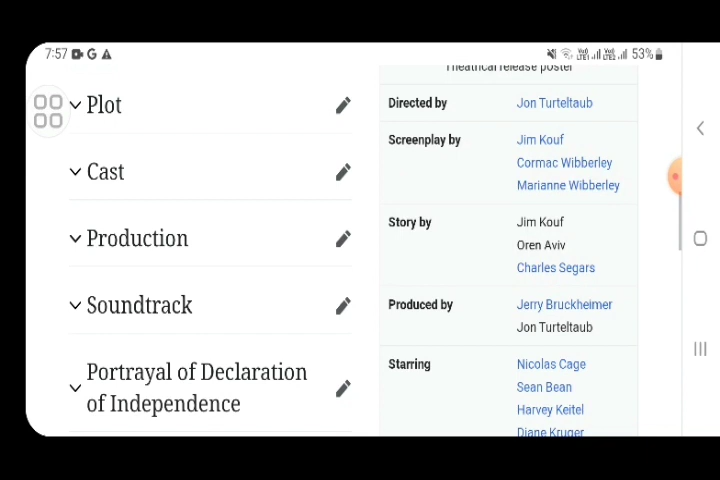 7:57 G 53%
Plot
Cast
Production
Soundtrack
Portrayal of Declaration
of Independence
Theatrical release poster
Directed by Jon Turteltaub
Screenplay by Jim Kouf
Cormac Wibberley
Marianne Wibberley
Story by Jim Kouf
Oren Aviv
Charles Segars
Produced by Jerry Bruckheimer
Jon Turteltaub
Starring Nicolas Cage
Sean Bean
Harvey Keitel
Diane Kruger